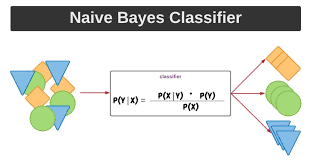 Naive Bayes Classifier
classifier
P(Y|X) = P(X|Y) * P(Y)
P(X)